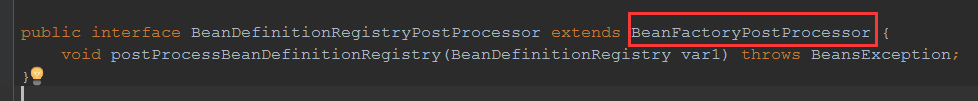 public interface BeanDefinitionRegistryPostProcessor extends BeanFactoryPostProcessor {
    void postProcessBeanDefinitionRegistry(BeanDefinitionRegistry var1) throws BeansException;
}